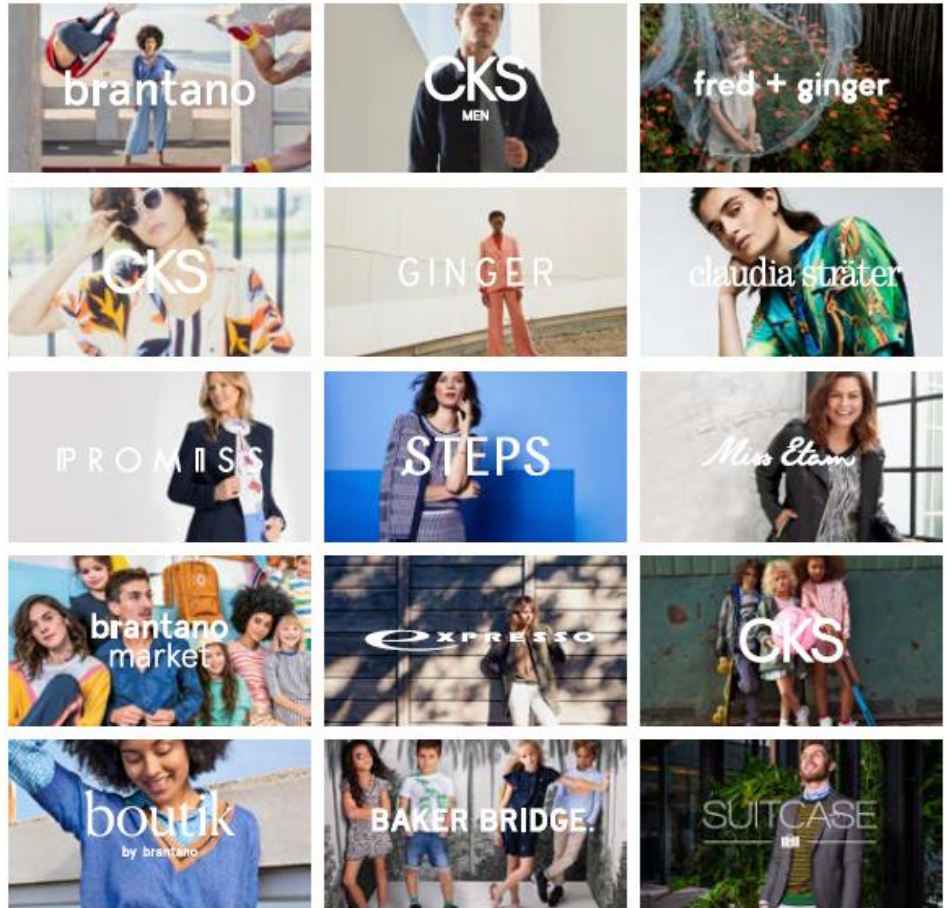 brantano
CKS
MEN
fred + ginger
CKS
GINGER
claudia sträter
PROMISS
STEPS
Miss Etam
brantano
market
eXPRESSO
CKS
boutik
by brantano
BAKER BRIDGE.
SUITCASE